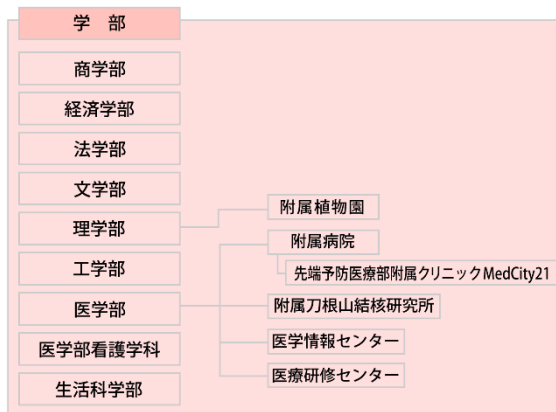 学 部
商学部
経済学部
法学部
文学部
理学部
附属植物園
工学部
医学部
附属病院
先端予防医療部附属クリニックMedCity21
附属刀根山結核研究所
医学情報センター
医療研修センター
医学部看護学科
生活科学部